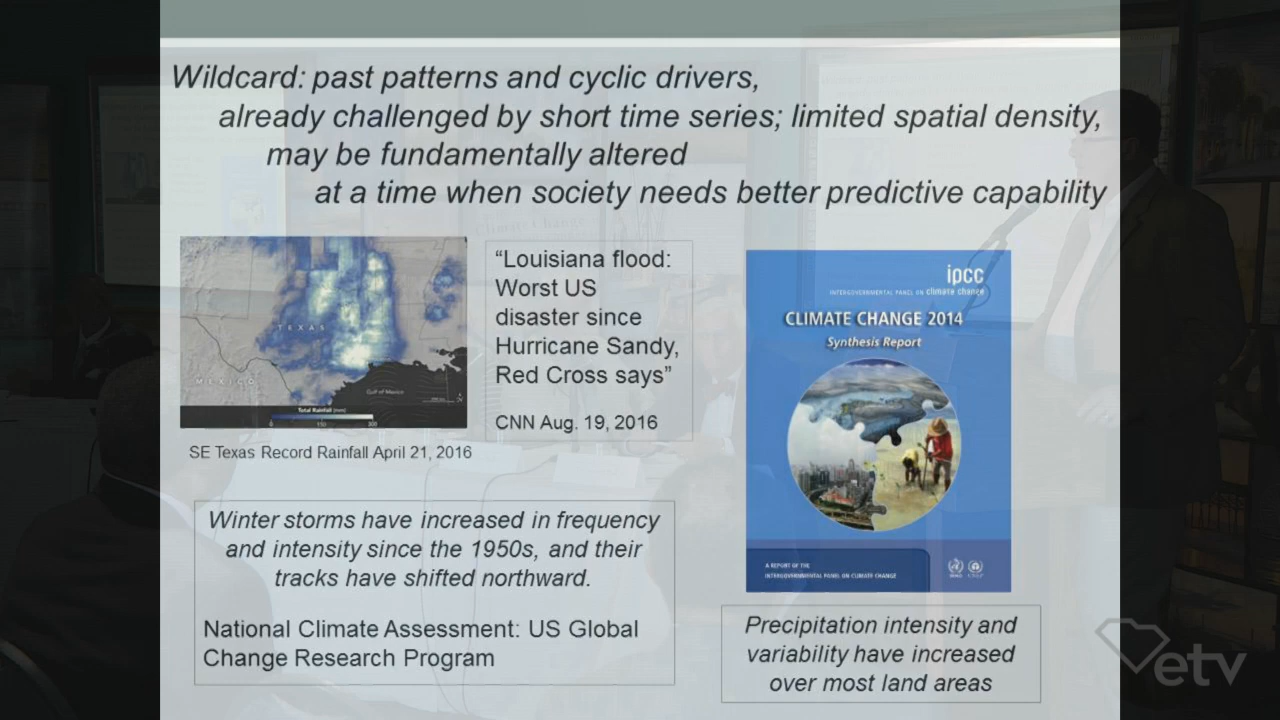 Wildcard: past patterns and cyclic drivers,
already challenged by short time series; limited spatial density,
may be fundamentally altered
at a time when society needs better predictive capability
TEXAS
MEXICO
Gulf of Mexico
Total Rainfall (mm)
0 150 300
SE Texas Record Rainfall April 21, 2016
“Louisiana flood:
Worst US
disaster since
Hurricane Sandy,
Red Cross says”
CNN Aug. 19, 2016
ipcc
INTERGOVERNMENTAL PANEL ON climate change
CLIMATE CHANGE 2014
Synthesis Report
A REPORT OF THE
INTERGOVERNMENTAL PANEL ON CLIMATE CHANGE
WMO UNEP
Winter storms have increased in frequency
and intensity since the 1950s, and their
tracks have shifted northward.
National Climate Assessment: US Global
Change Research Program
Precipitation intensity and
variability have increased
over most land areas
etv